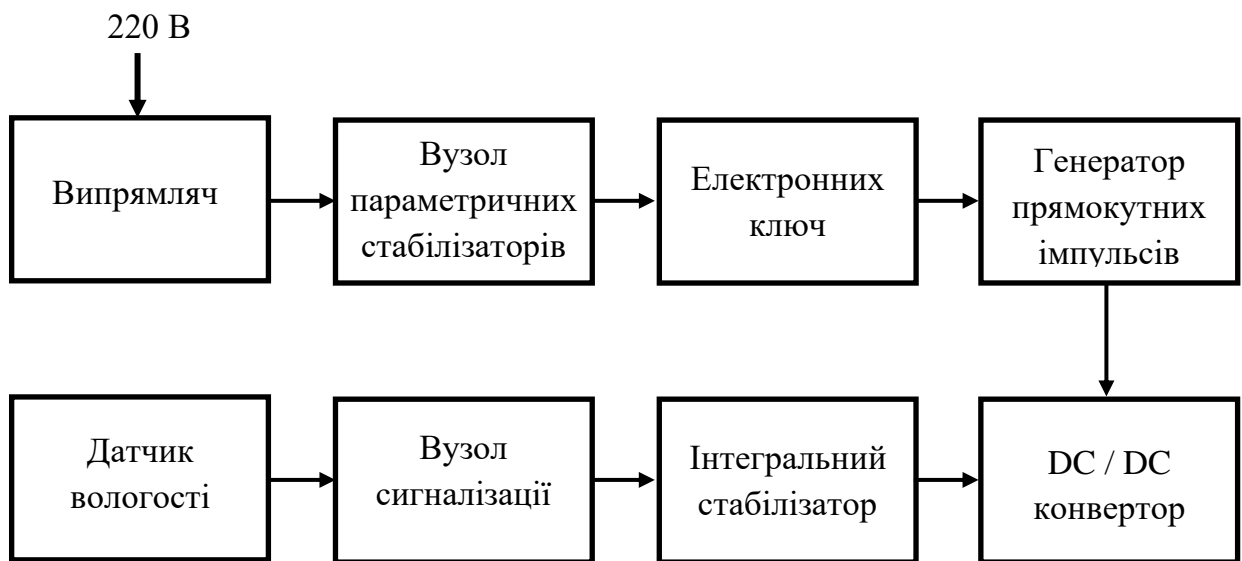 220 В
Випрямляч
Вузол
параметричних
стабілізаторів
Електронних
ключ
Генератор
прямокутних
імпульсів
Датчик
вологості
Вузол
сигналізації
Інтегральний
стабілізатор
DC / DC
конвертор